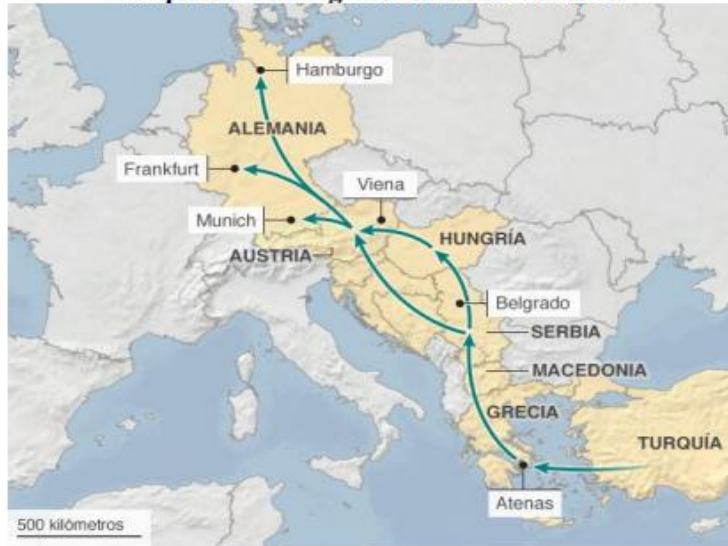 Hamburgo
ALEMANIA
Frankfurt
Viena
Munich
HUNGRÍA
AUSTRIA
Belgrado
SERBIA
MACEDONIA
GRECIA
TURQUÍA
Atenas
500 kilómetros